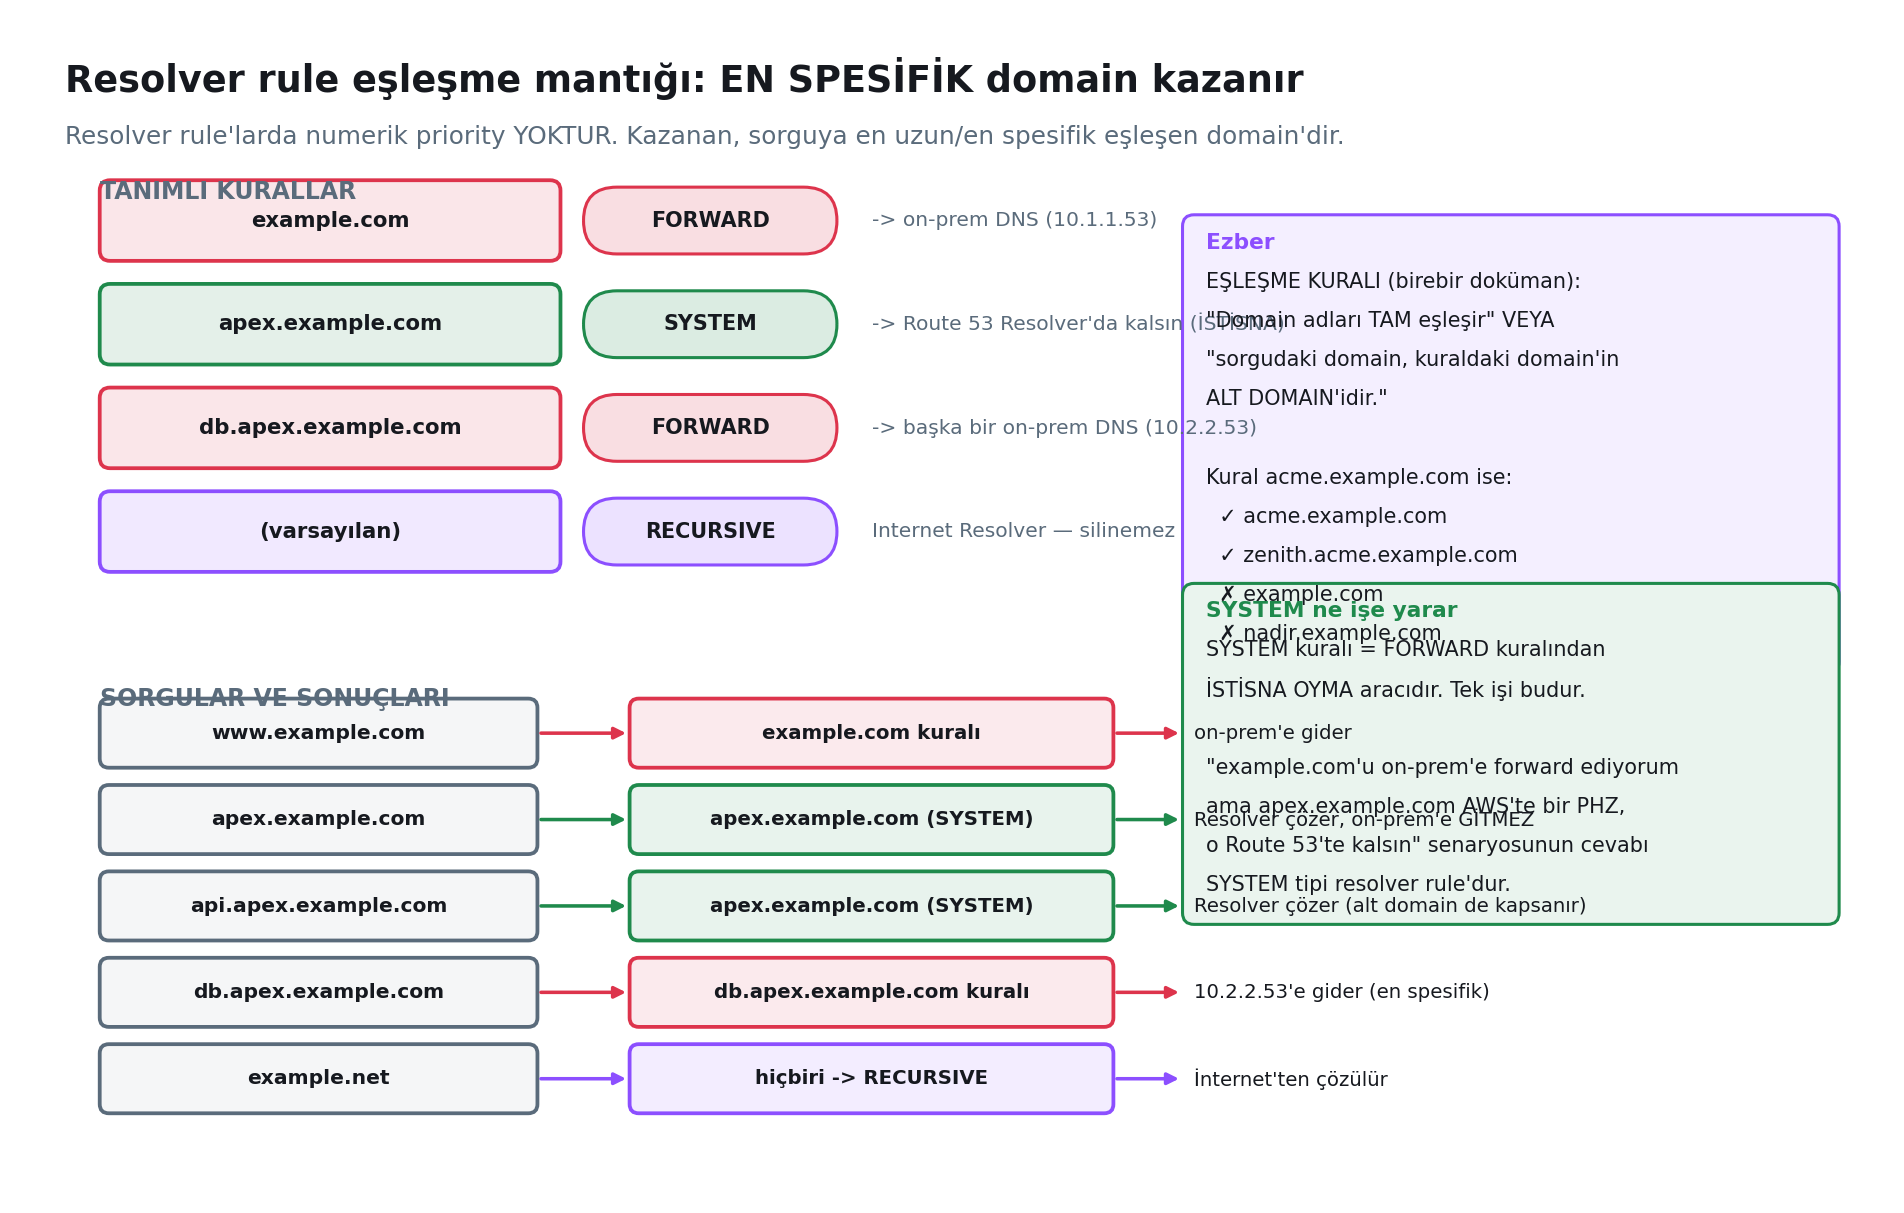 Resolver rule eşleşme mantığı: EN SPESİFİK domain kazanır
Resolver rule'larda numerik priority YOKTUR. Kazanan, sorguya en uzun/en spesifik eşleşen domain'dir.
TANIMLI KURALLAR
example.com
FORWARD
-> on-prem DNS (10.1.1.53)
apex.example.com
SYSTEM
-> Route 53 Resolver'da kalsın (İSTİSNA)
db.apex.example.com
FORWARD
-> başka bir on-prem DNS (10.2.2.53)
(varsayılan)
RECURSIVE
Internet Resolver — silinemez
Ezber
EŞLEŞME KURALI (birebir doküman):
"Domain adları TAM eşleşir" VEYA
"sorgudaki domain, kuraldaki domain'in
ALT DOMAIN'idir."
Kural acme.example.com ise:
✓ acme.example.com
✓ zenith.acme.example.com
✗ example.com
✗ nadir.example.com
SYSTEM ne işe yarar
SYSTEM kuralı = FORWARD kuralından
İSTİSNA OYMA aracıdır. Tek işi budur.
"example.com'u on-prem'e forward ediyorum
ama apex.example.com AWS'te bir PHZ,
o Route 53'te kalsın" senaryosunun cevabı
SYSTEM tipi resolver rule'dur.
SORGULAR VE SONUÇLARI
www.example.com
example.com kuralı
on-prem'e gider
apex.example.com
apex.example.com (SYSTEM)
Resolver çözer, on-prem'e GİTMEZ
api.apex.example.com
apex.example.com (SYSTEM)
Resolver çözer (alt domain de kapsanır)
db.apex.example.com
db.apex.example.com kuralı
10.2.2.53'e gider (en spesifik)
example.net
hiçbiri -> RECURSIVE
İnternet'ten çözülür